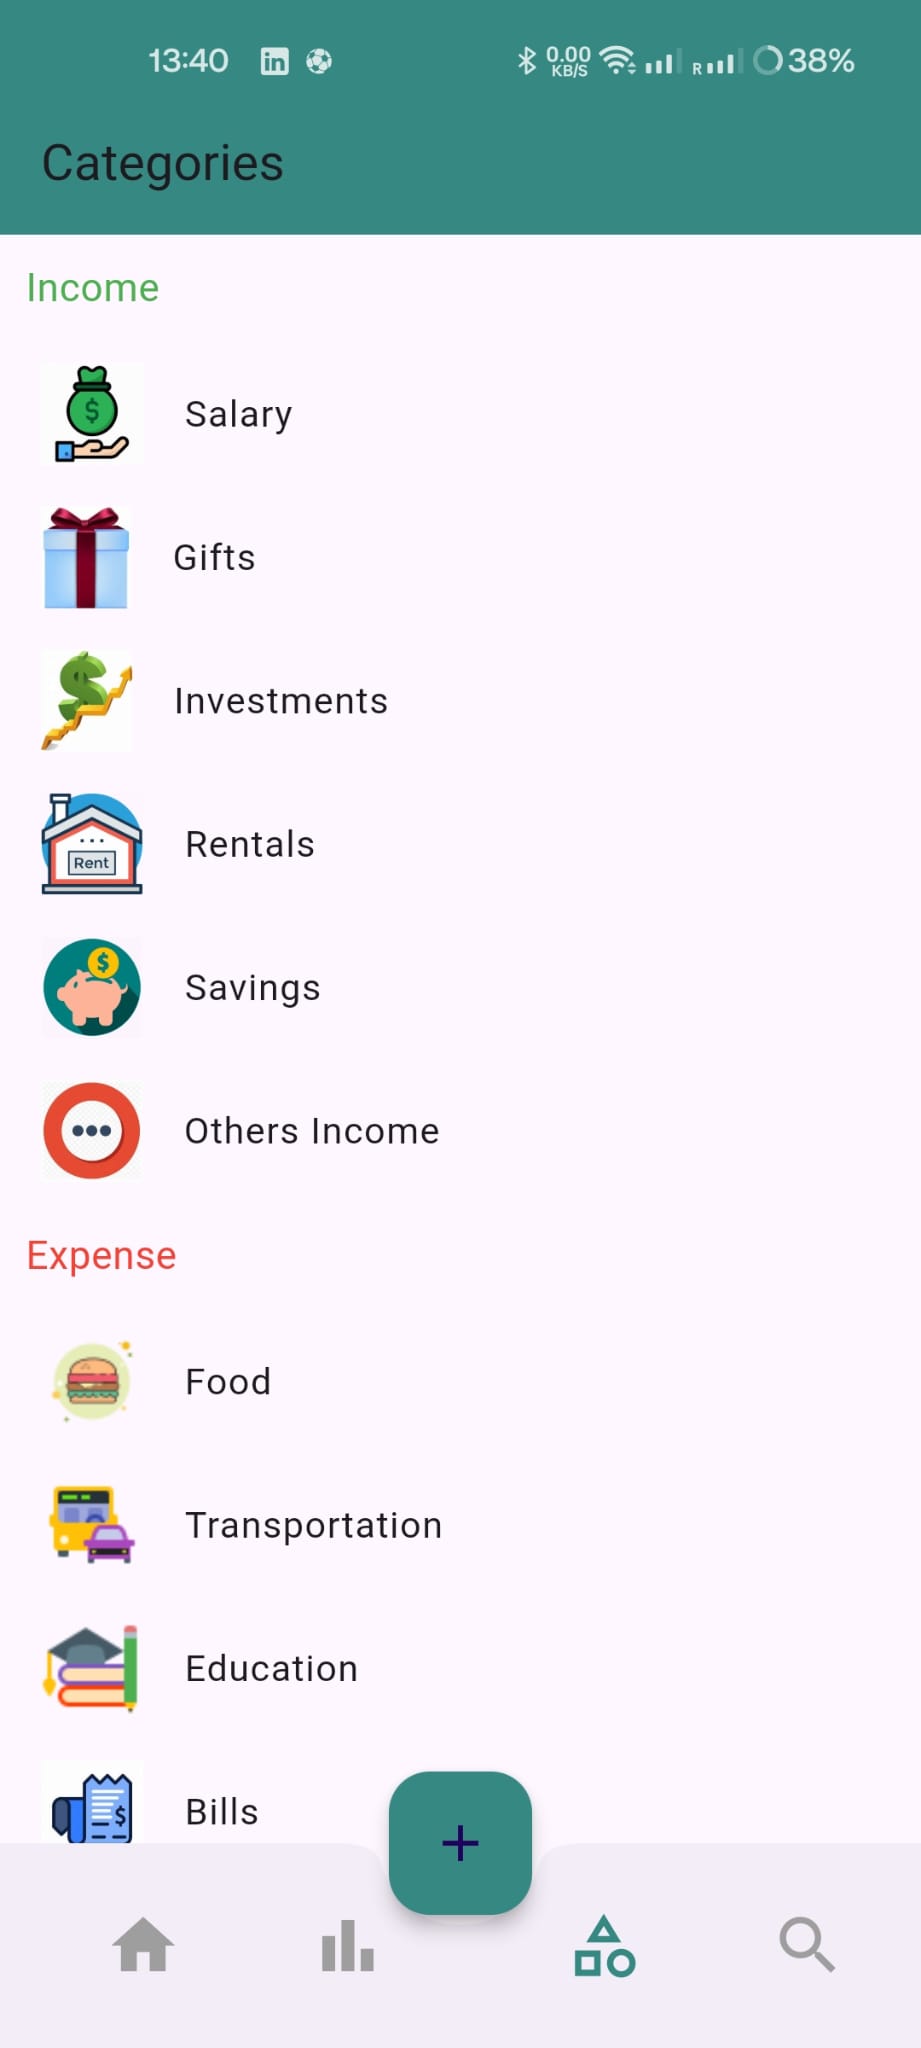 13:40 in 0.00 KB/S R 38%
Categories
Income
$ Salary
Gifts
$ Investments
Rent Rentals
$ Savings
Others Income
Expense
Food
Transportation
Education
$ Bills
+